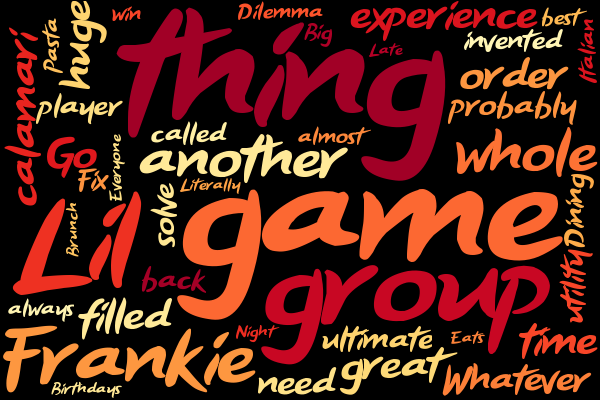 win
Dilemma
experience
best
Pasta
huge
thing
Big
Late
invented
Italian
calamari
player
order
probably
called
almost
another
whole
Go
Fix
Everyone
Literally
solve
game
Dining
Lil
Brunch
back
group
utility
always
filled
Night
ultimate
Eats
time
Frankie
need
great
Whatever
Birthdays